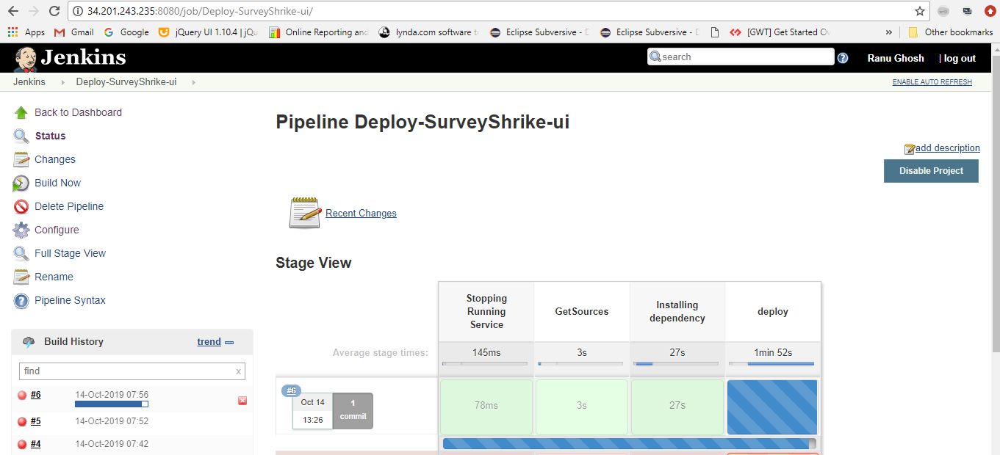 34.201.243.235:8080/job/Deploy-SurveyShrike-ui/
Apps Gmail Google jQuery UI 1.10.4 | jQu Online Reporting and lynda.com software t Eclipse Subversive - D Eclipse Subversive - D [GWT] Get Started Ov » Other bookmarks
Jenkins
search
? Ranu Ghosh | log out
Jenkins Deploy-SurveyShrike-ui ENABLE AUTO REFRESH
Back to Dashboard
Status
Changes
Build Now
Delete Pipeline
Configure
Full Stage View
Rename
Pipeline Syntax
Build History trend
find x
#6 14-Oct-2019 07:56
#5 14-Oct-2019 07:52
#4 14-Oct-2019 07:42
Pipeline Deploy-SurveyShrike-ui
add description
Disable Project
Recent Changes
Stage View
Stopping
Running
Service
GetSources
Installing
dependency
deploy
Average stage times: 145ms 3s 27s 1min 52s
#6
Oct 14
13:26
1
commit
78ms 3s 27s